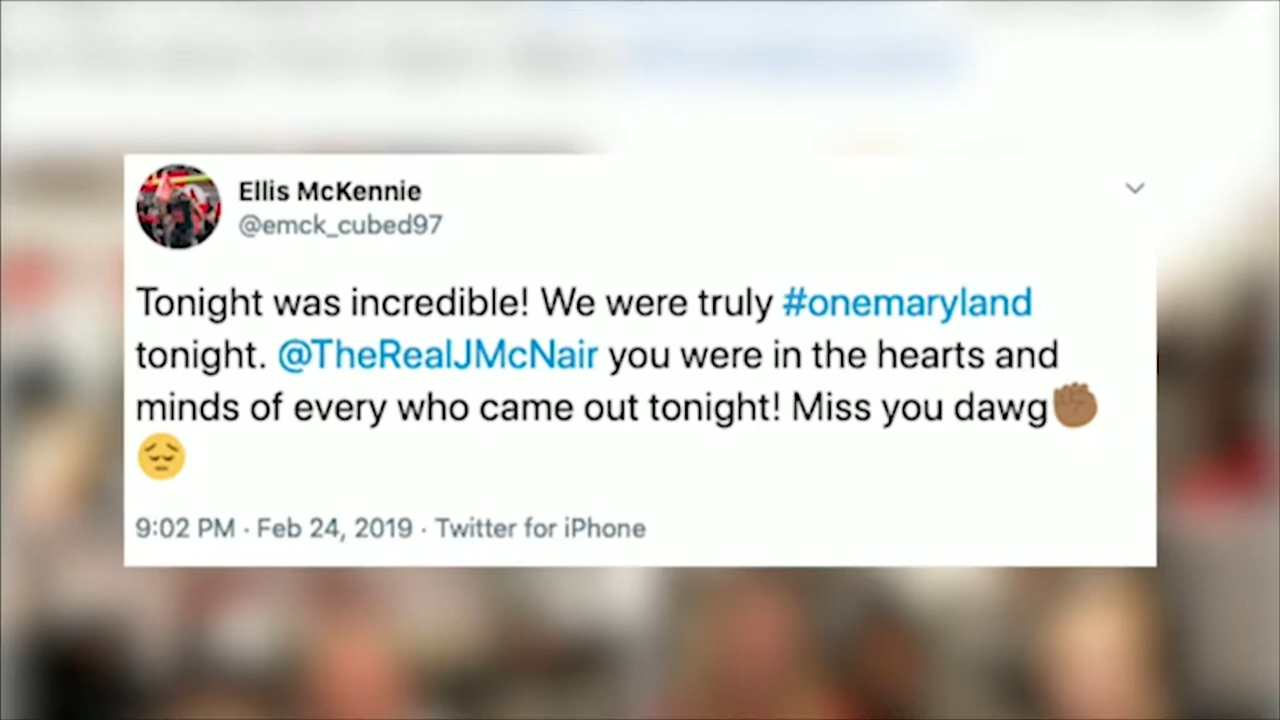 Ellis McKennie
@emck_cubed97
Tonight was incredible! We were truly #onemaryland
tonight. @TheRealJMcNair you were in the hearts and
minds of every who came out tonight! Miss you dawg✊🏾
😔
9:02 PM · Feb 24, 2019 · Twitter for iPhone